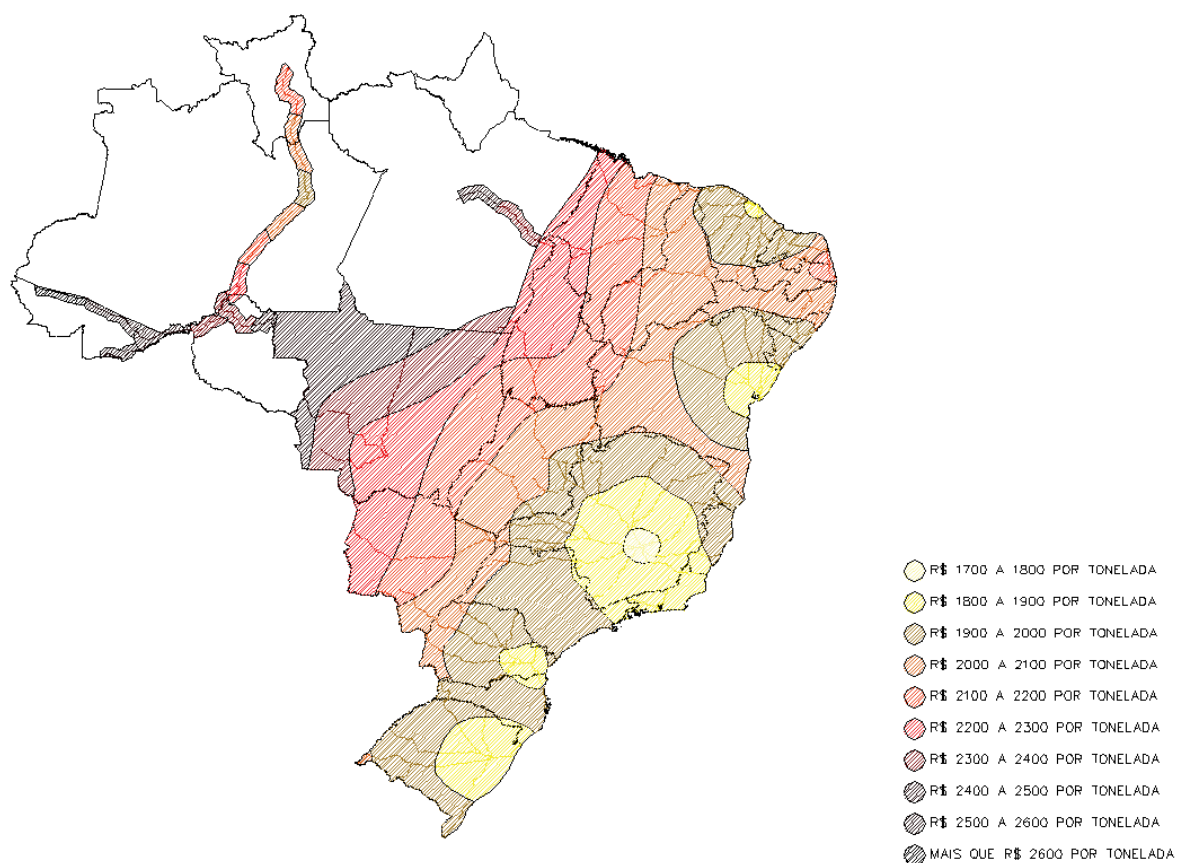 R$ 1700 A 1800 POR TONELADA
R$ 1800 A 1900 POR TONELADA
R$ 1900 A 2000 POR TONELADA
R$ 2000 A 2100 POR TONELADA
R$ 2100 A 2200 POR TONELADA
R$ 2200 A 2300 POR TONELADA
R$ 2300 A 2400 POR TONELADA
R$ 2400 A 2500 POR TONELADA
R$ 2500 A 2600 POR TONELADA
MAIS QUE R$ 2600 POR TONELADA